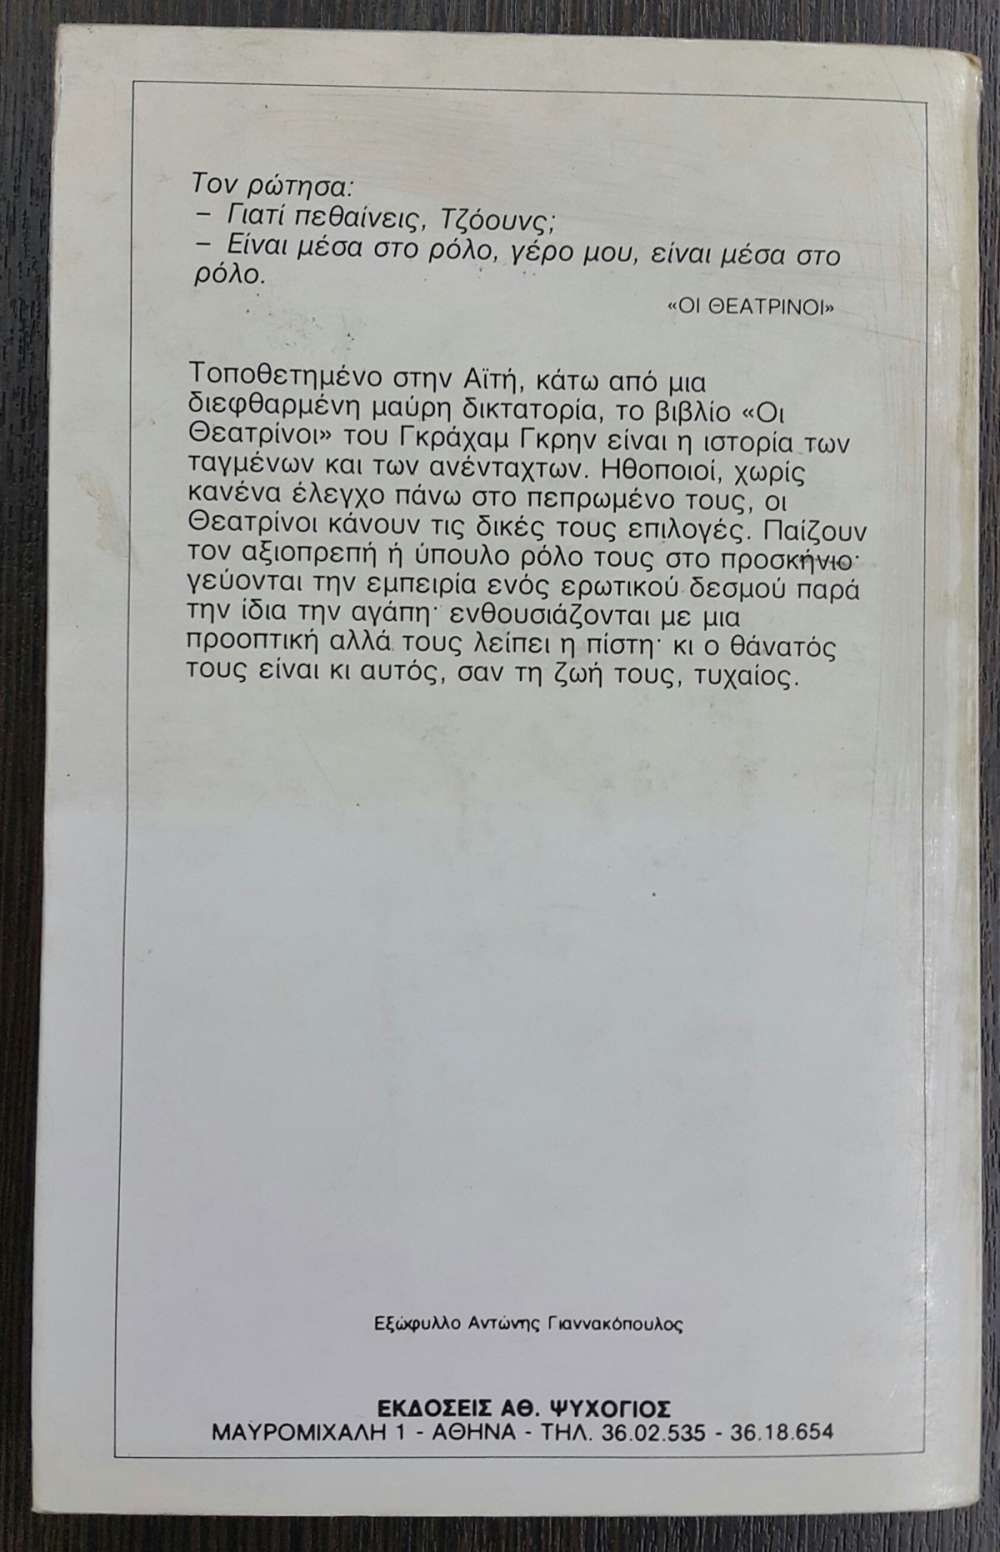 Τον ρώτησα:
– Γιατί πεθαίνεις, Τζόουνς;
– Είναι μέσα στο ρόλο, γέρο μου, είναι μέσα στο
ρόλο.
«ΟΙ ΘΕΑΤΡΙΝΟΙ»
Τοποθετημένο στην Αϊτή, κάτω από μια
διεφθαρμένη μαύρη δικτατορία, το βιβλίο «Οι
Θεατρίνοι» του Γκράχαμ Γκρην είναι η ιστορία των
ταγμένων και των ανένταχτων. Ηθοποιοί, χωρίς
κανένα έλεγχο πάνω στο πεπρωμένο τους, οι
Θεατρίνοι κάνουν τις δικές τους επιλογές. Παίζουν
τον αξιοπρεπή ή ύπουλο ρόλο τους στο προσκήνιο·
γεύονται την εμπειρία ενός ερωτικού δεσμού παρά
την ίδια την αγάπη· ενθουσιάζονται με μια
προοπτική αλλά τους λείπει η πίστη· κι ο θάνατός
τους είναι κι αυτός, σαν τη ζωή τους, τυχαίος.
Εξώφυλλο Αντώνης Γιαννακόπουλος
ΕΚΔΟΣΕΙΣ ΑΘ. ΨΥΧΟΓΙΟΣ
ΜΑΥΡΟΜΙΧΑΛΗ 1 - ΑΘΗΝΑ - ΤΗΛ. 36.02.535 - 36.18.654